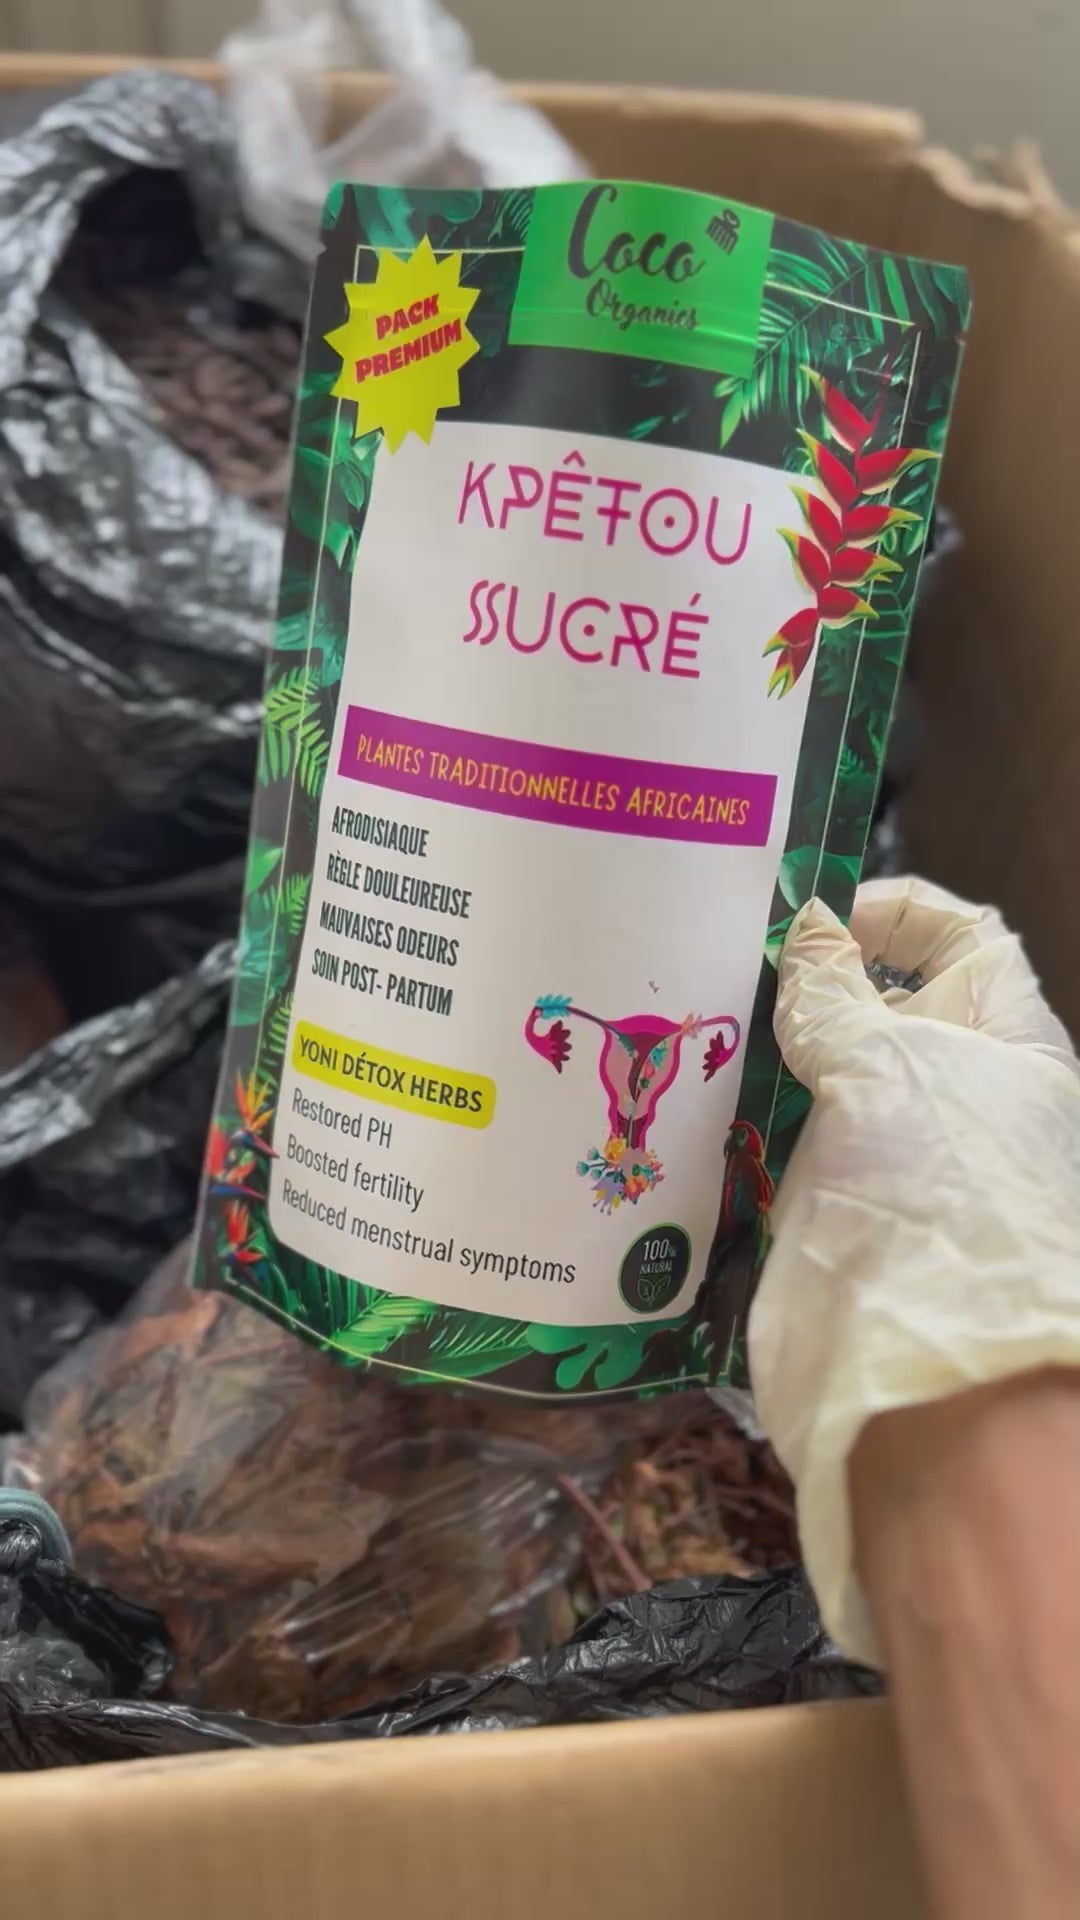 Coco
Organics
PACK
PREMIUM
KPÊTOU
SUCRÉ
PLANTES TRADITIONNELLES AFRICAINES
AFRODISIAQUE
RÈGLE DOULEUREUSE
MAUVAISES ODEURS
SOIN POST- PARTUM
YONI DÉTOX HERBS
Restored PH
Boosted fertility
Reduced menstrual symptoms
100%
NATURAL